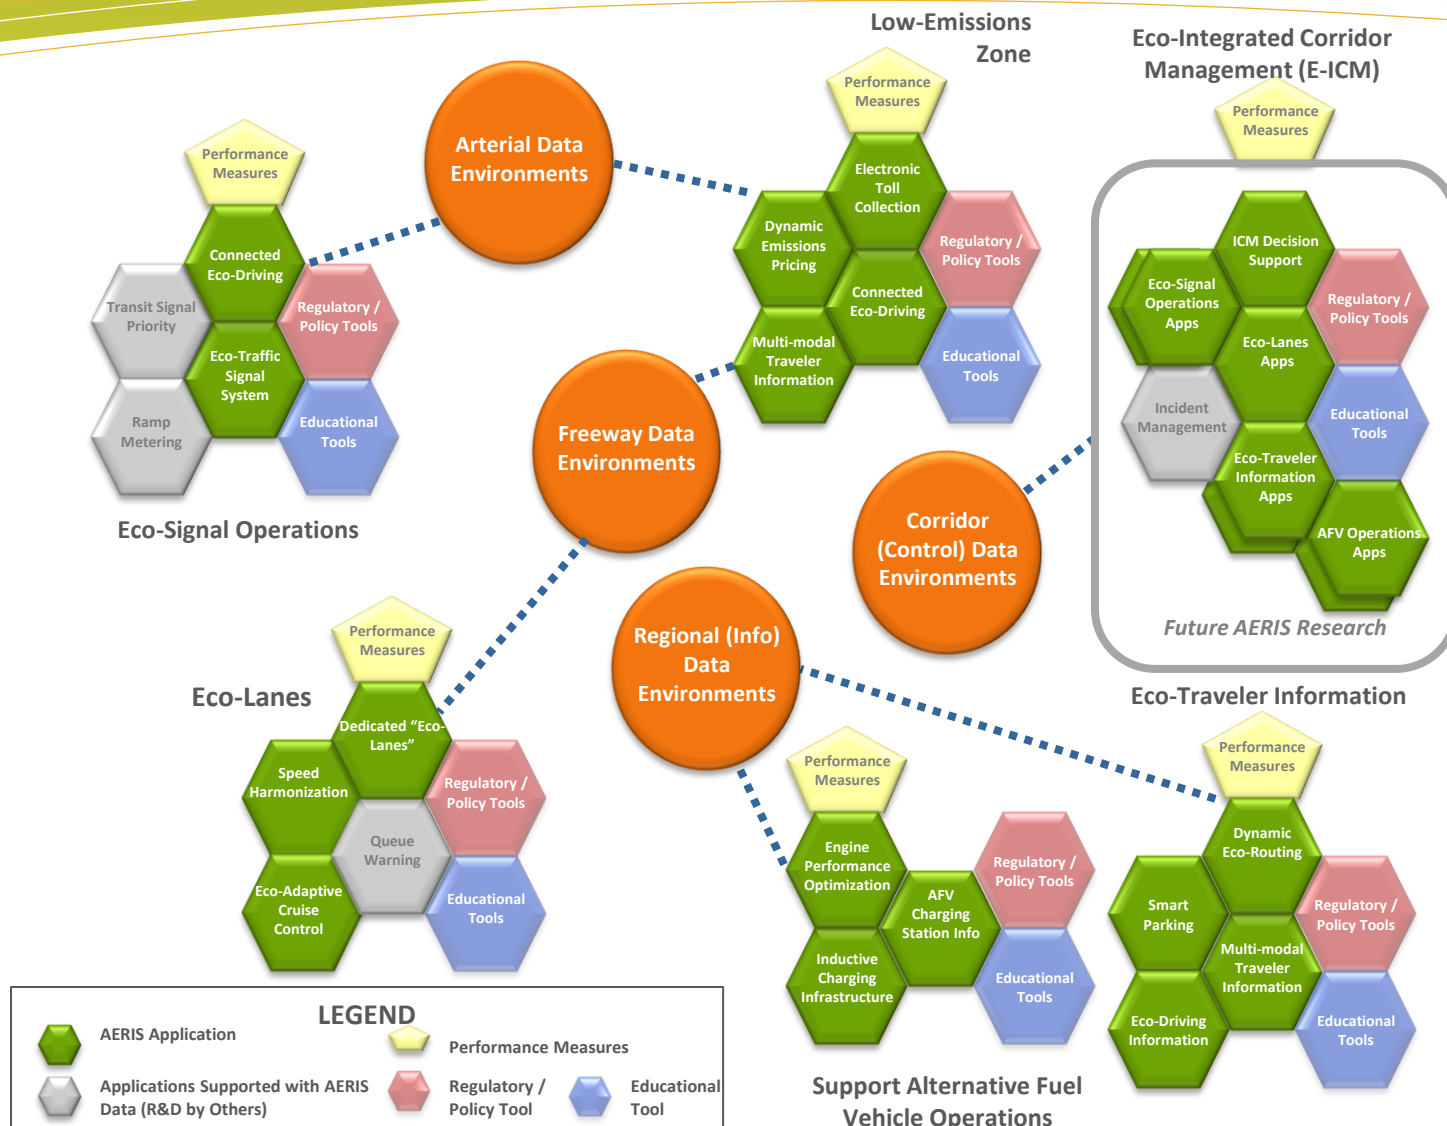 Low-Emissions
Zone
Eco-Integrated Corridor
Management (E-ICM)
Performance
Measures
Electronic
Toll
Collection
Dynamic
Emissions
Pricing
Regulatory /
Policy Tools
Connected
Eco-Driving
Multi-modal
Traveler
Information
Educational
Tools
Arterial Data
Environments
Performance
Measures
Connected
Eco-Driving
Transit Signal
Priority
Regulatory /
Policy Tools
Eco-Traffic
Signal
System
Ramp
Metering
Educational
Tools
Eco-Signal Operations
Performance
Measures
ICM Decision
Support
Eco-Signal
Operations
Apps
Regulatory /
Policy Tools
Eco-Lanes
Apps
Incident
Management
Educational
Tools
Eco-Traveler
Information
Apps
AFV Operations
Apps
Future AERIS Research
Freeway Data
Environments
Corridor
(Control) Data
Environments
Regional (Info)
Data
Environments
Eco-Lanes
Performance
Measures
Dedicated “Eco-
Lanes”
Speed
Harmonization
Regulatory /
Policy Tools
Queue
Warning
Eco-Adaptive
Cruise
Control
Educational
Tools
Performance
Measures
Engine
Performance
Optimization
Regulatory /
Policy Tools
AFV
Charging
Station Info
Inductive
Charging
Infrastructure
Educational
Tools
Support Alternative Fuel
Vehicle Operations
Eco-Traveler Information
Performance
Measures
Dynamic
Eco-Routing
Smart
Parking
Regulatory /
Policy Tools
Multi-modal
Traveler
Information
Eco-Driving
Information
Educational
Tools
LEGEND
AERIS Application
Performance Measures
Applications Supported with AERIS
Data (R&D by Others)
Regulatory /
Policy Tool
Educational
Tool